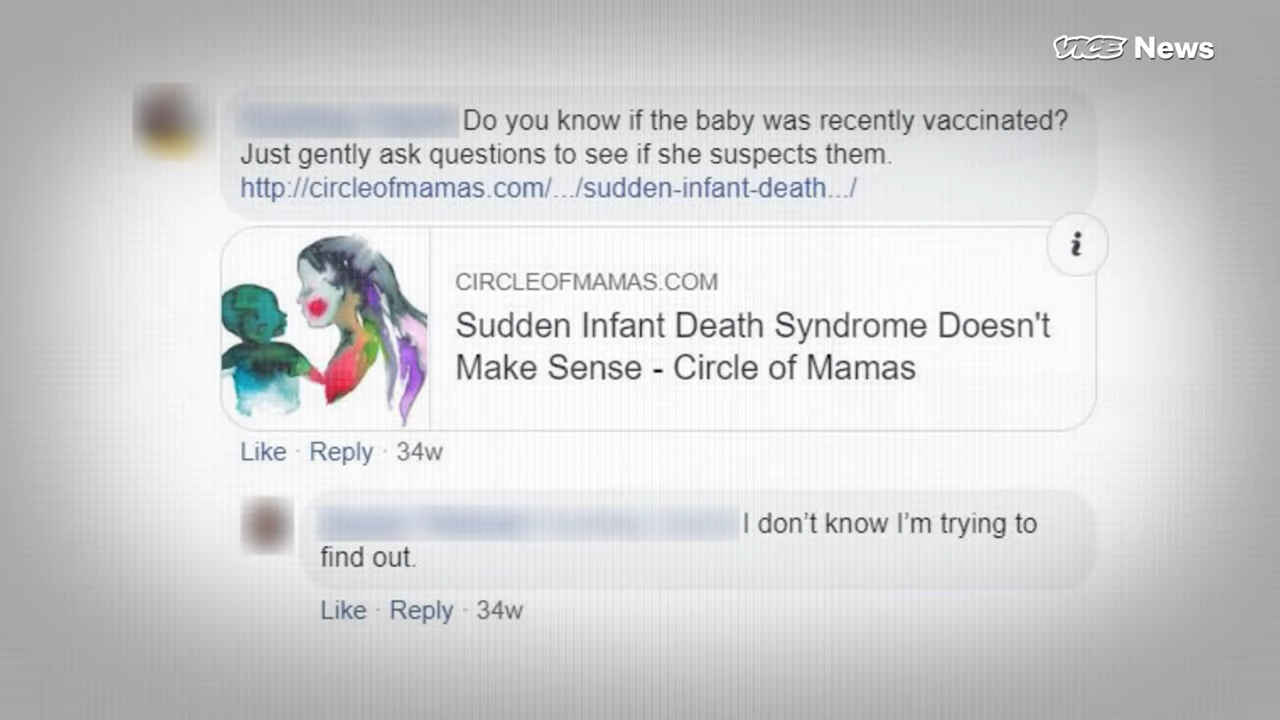 VICE News
Do you know if the baby was recently vaccinated?
Just gently ask questions to see if she suspects them.
http://circleofmamas.com/.../sudden-infant-death.../
i
CIRCLEOFMAMAS.COM
Sudden Infant Death Syndrome Doesn't
Make Sense - Circle of Mamas
Like · Reply · 34w
I don’t know I’m trying to
find out.
Like · Reply · 34w